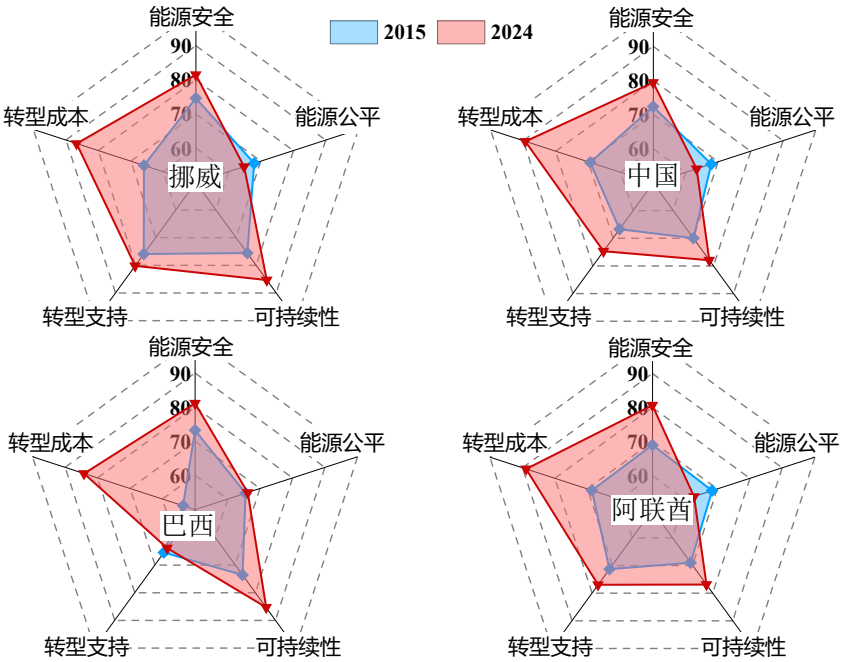 能源安全
2015
2024
能源安全
90
80
70
60
转型成本
能源公平
挪威
转型支持
可持续性
90
80
70
60
转型成本
能源公平
中国
转型支持
可持续性
能源安全
90
80
70
60
转型成本
能源公平
巴西
转型支持
可持续性
能源安全
90
80
70
60
转型成本
能源公平
阿联酋
转型支持
可持续性